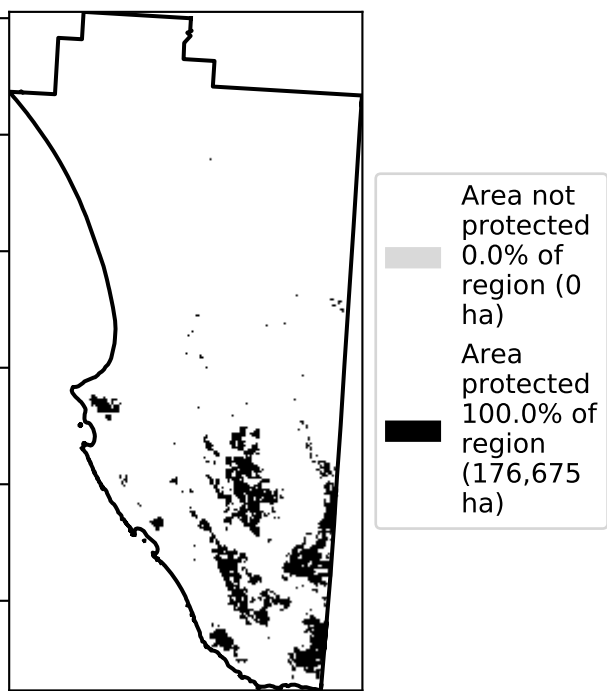 Area not
protected
0.0% of
region (0
ha)
Area
protected
100.0% of
region
(176,675
ha)